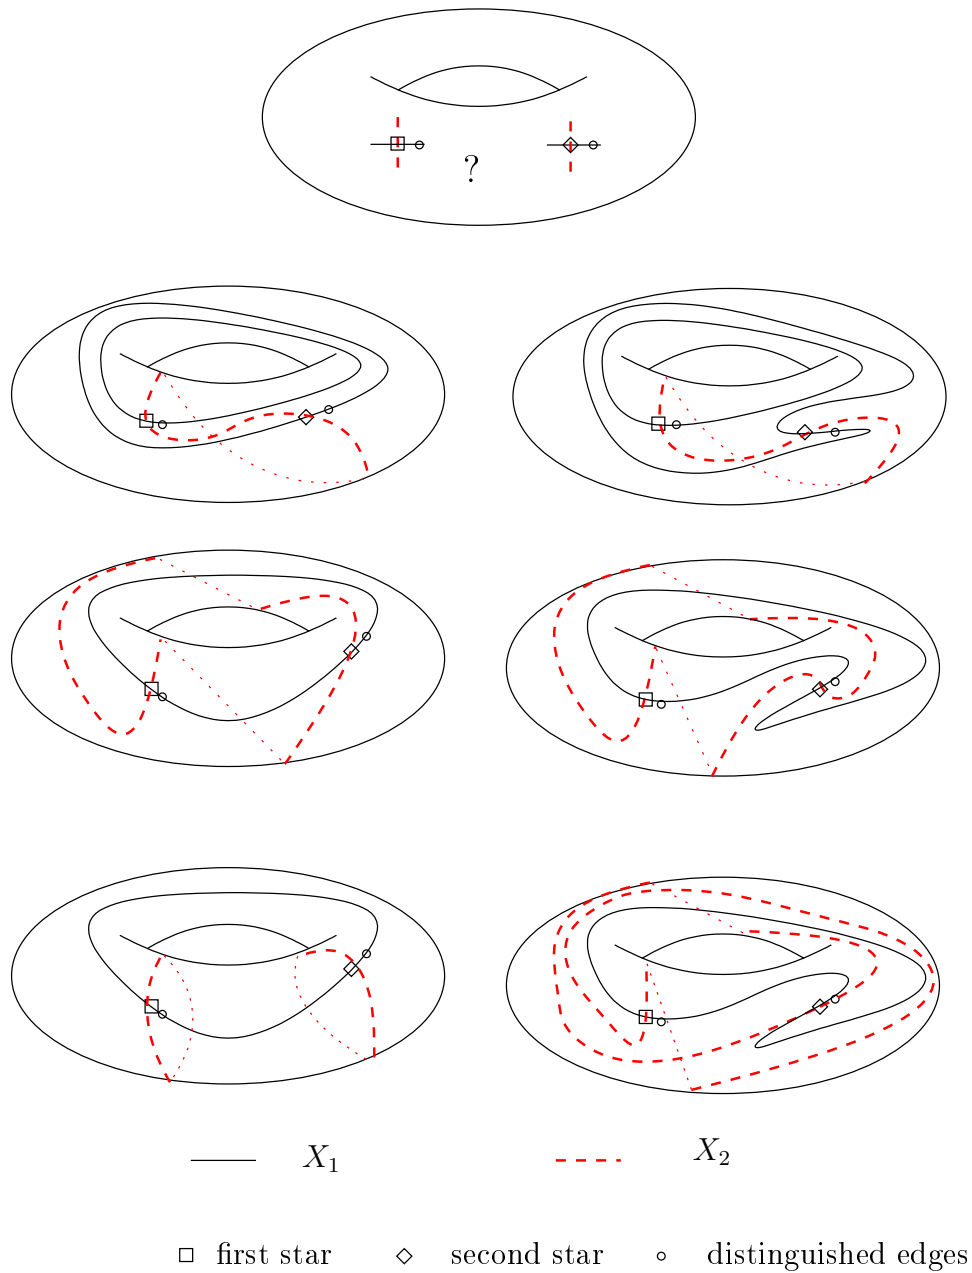 ?
X₁ X₂
first star second star distinguished edges